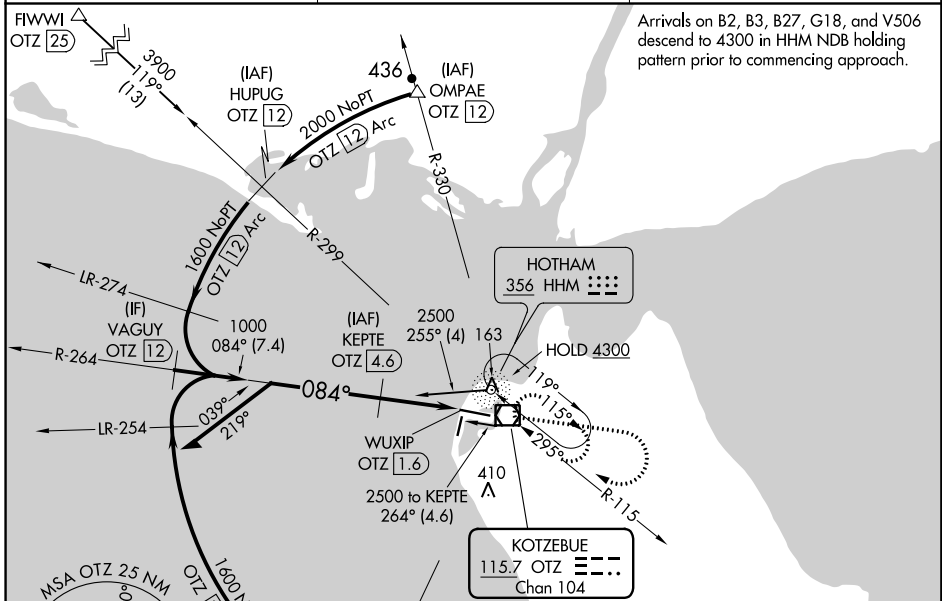 FIWWI
OTZ 25
3900
119°
(13)
(IAF)
HUPUG
OTZ 12
436
(IAF)
OMPAE
OTZ 12
2000 NoPT
OTZ 12 Arc
R-330
Arrivals on B2, B3, B27, G18, and V506
descend to 4300 in HHM NDB holding
pattern prior to commencing approach.
R-299
1600 NoPT
OTZ 12 Arc
LR-274
(IF)
VAGUY
OTZ 12
R-264
1000
084° (7.4)
(IAF)
KEPTE
OTZ 4.6
2500
255° (4)
163
HOTHAM
356 HHM
HOLD 4300
119°
115°
295°
R-115
084°
039°
219°
LR-254
WUXIP
OTZ 1.6
2500 to KEPTE
264° (4.6)
410
KOTZEBUE
115.7 OTZ
Chan 104
MSA OTZ 25 NM
1600 N
OTZ